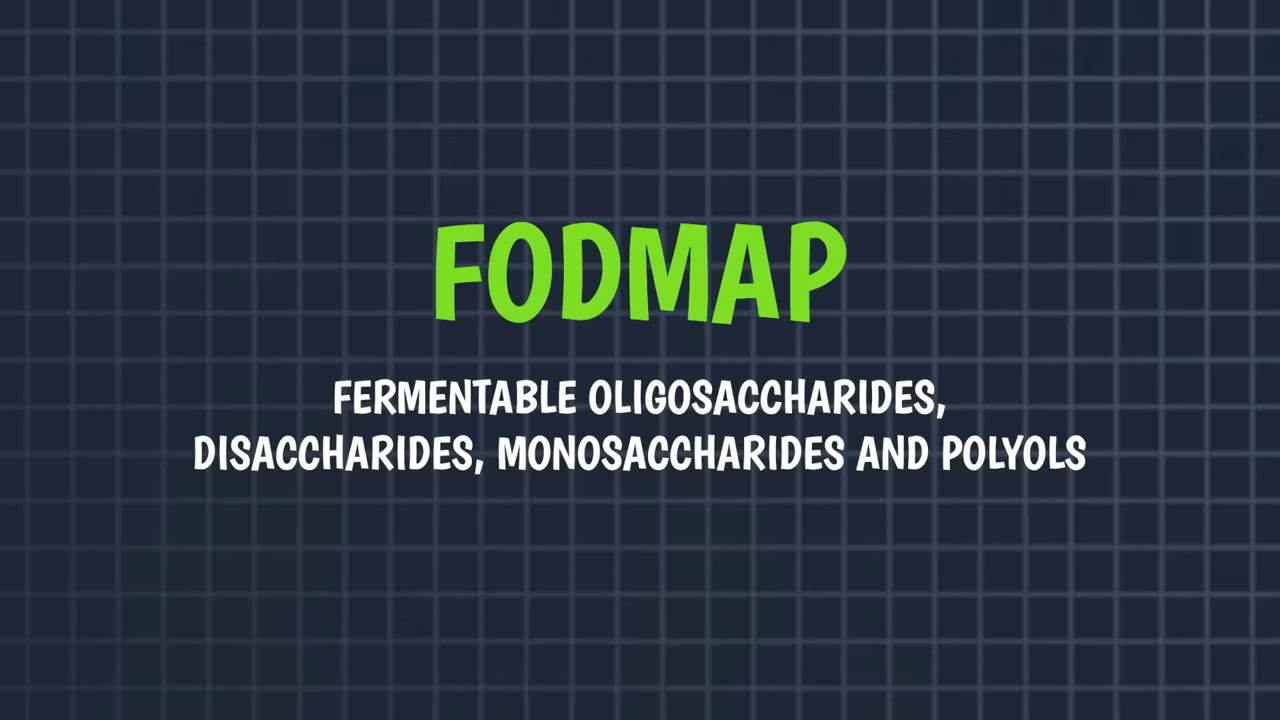 FODMAP
FERMENTABLE OLIGOSACCHARIDES,
DISACCHARIDES, MONOSACCHARIDES AND POLYOLS